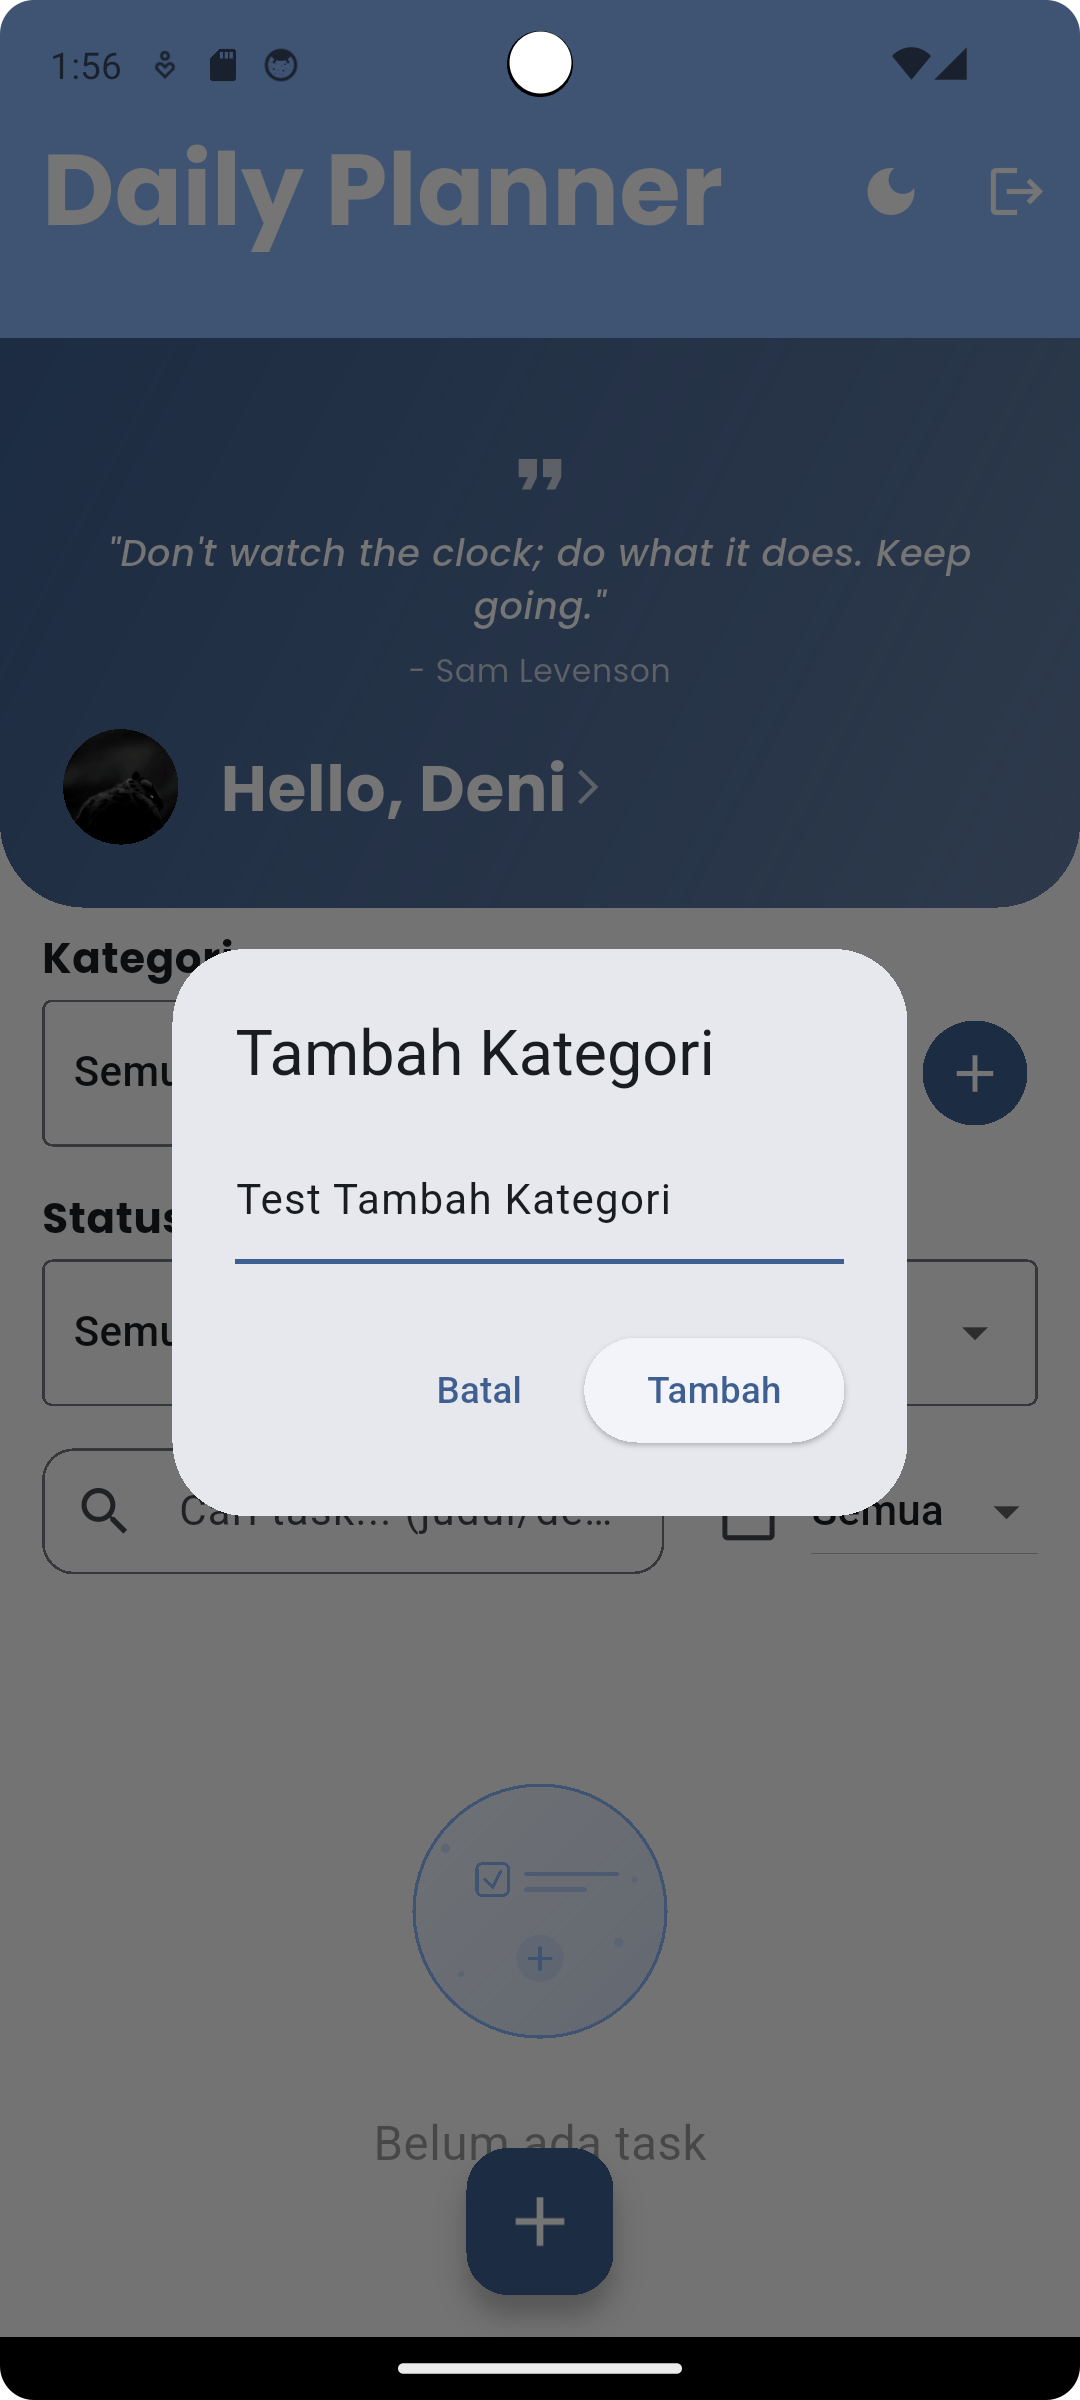 1:56
Daily Planner
"Don't watch the clock; do what it does. Keep
going."
- Sam Levenson
Hello, Deni
Kategori
Semu
Tambah Kategori
Test Tambah Kategori
Status
Semu
Batal
Tambah
Cari task... (judul/de...
Semua
Belum ada task